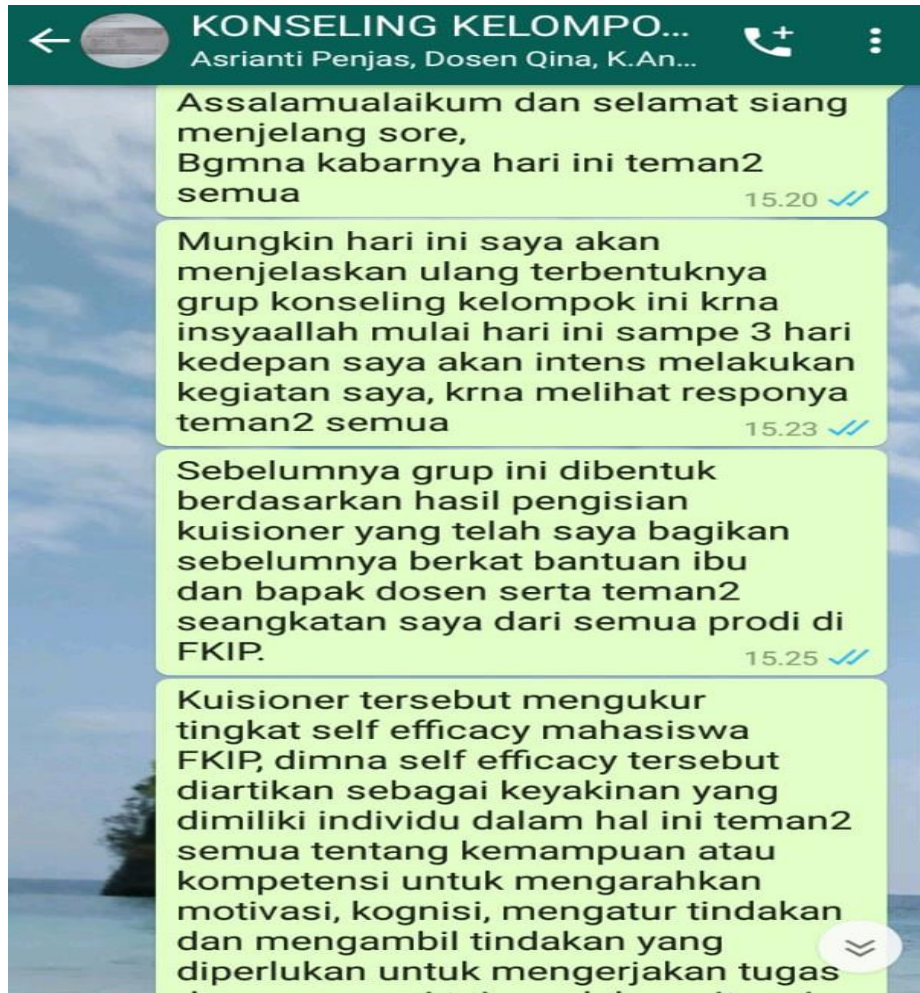 KONSELING KELOMPO...
Asrianti Penjas, Dosen Qina, K.An...
Assalamualaikum dan selamat siang
menjelang sore,
Bgmna kabarnya hari ini teman2
semua
15.20
Mungkin hari ini saya akan
menjelaskan ulang terbentuknya
grup konseling kelompok ini krna
insyaallah mulai hari ini sampe 3 hari
kedepan saya akan intens melakukan
kegiatan saya, krna melihat responya
teman2 semua
15.23
Sebelumnya grup ini dibentuk
berdasarkan hasil pengisian
kuisioner yang telah saya bagikan
sebelumnya berkat bantuan ibu
dan bapak dosen serta teman2
seangkatan saya dari semua prodi di
FKIP.
15.25
Kuisioner tersebut mengukur
tingkat self efficacy mahasiswa
FKIP, dimna self efficacy tersebut
diartikan sebagai keyakinan yang
dimiliki individu dalam hal ini teman2
semua tentang kemampuan atau
kompetensi untuk mengarahkan
motivasi, kognisi, mengatur tindakan
dan mengambil tindakan yang
diperlukan untuk mengerjakan tugas